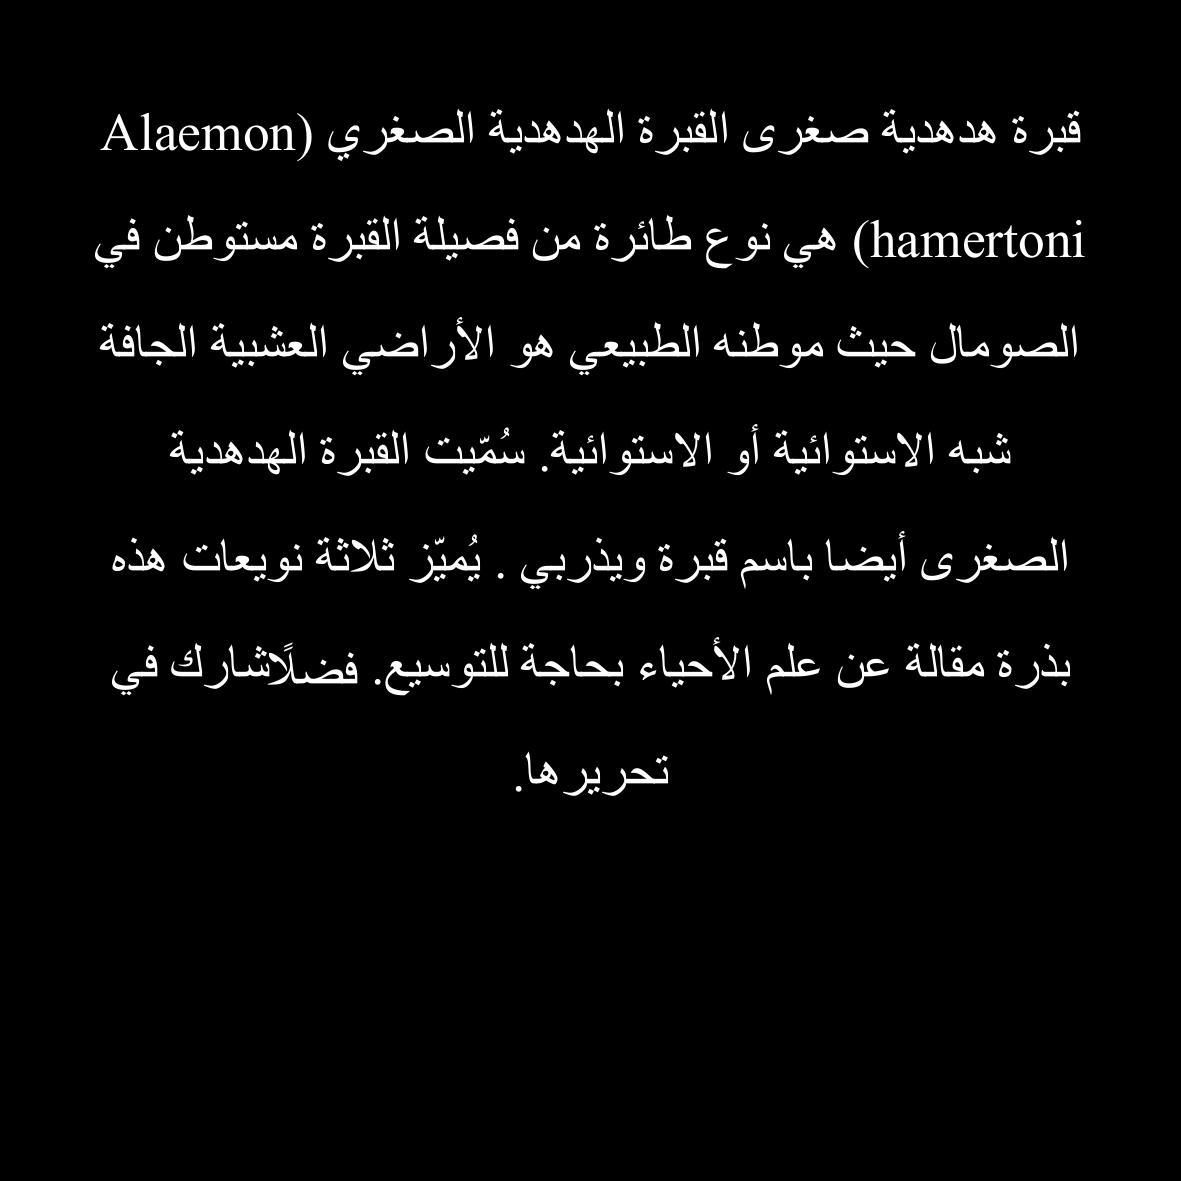 قبرة هدهدية صغرى القبرة الهدهدية الصغري (Alaemon
hamertoni) هي نوع طائرة من فصيلة القبرة مستوطن في
الصومال حيث موطنه الطبيعي هو الأراضي العشبية الجافة
شبه الاستوائية أو الاستوائية. سُمّيت القبرة الهدهدية
الصغرى أيضا باسم قبرة ويذربي . يُميّز ثلاثة نويعات هذه
بذرة مقالة عن علم الأحياء بحاجة للتوسيع. فضلًاشارك في
تحريرها.